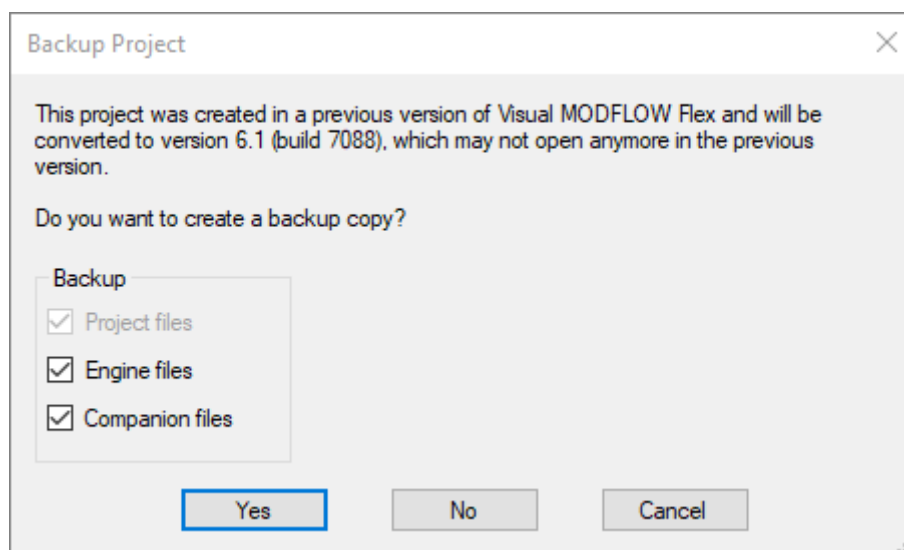 Backup Project
This project was created in a previous version of Visual MODFLOW Flex and will be
converted to version 6.1 (build 7088), which may not open anymore in the previous
version.
Do you want to create a backup copy?
Backup
Project files
Engine files
Companion files
Yes
No
Cancel